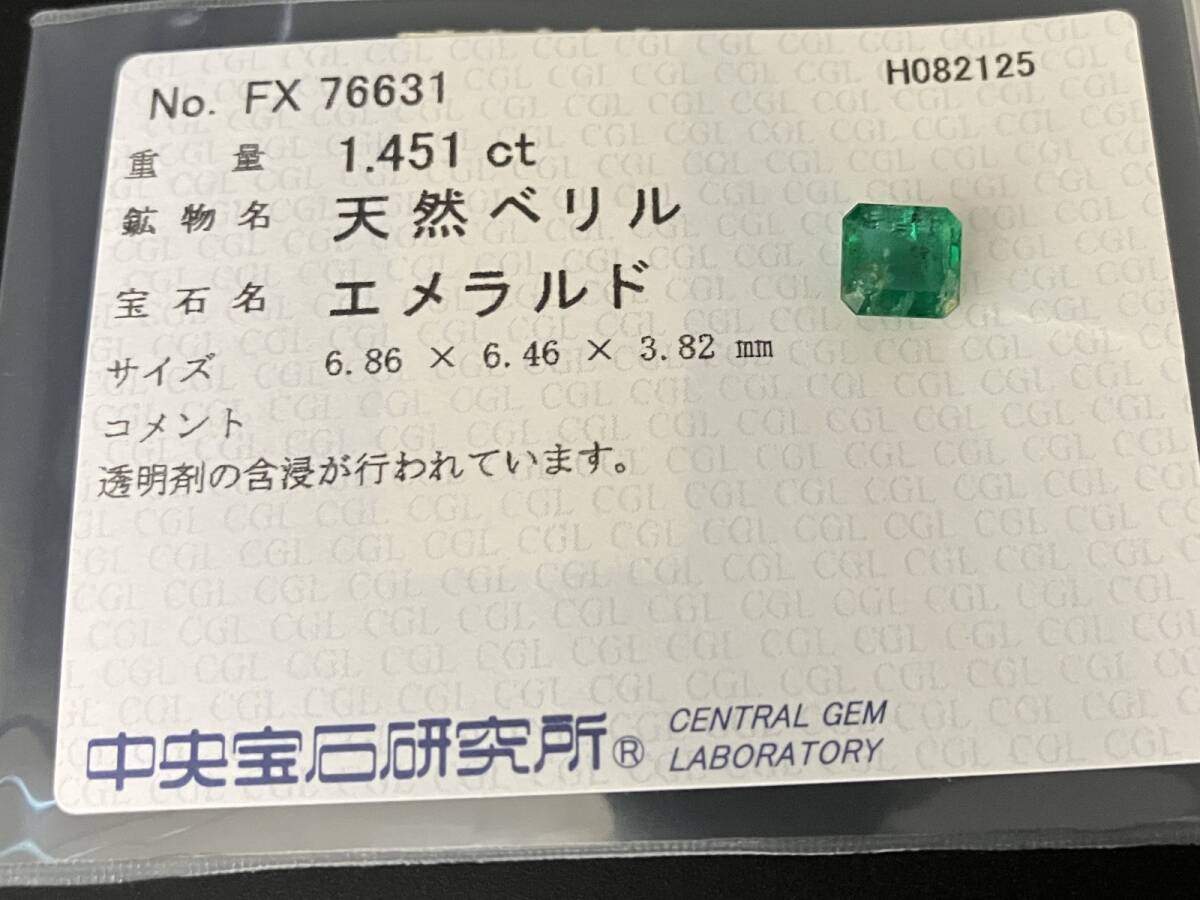 No. FX 76631
H082125
重 量 1.451 ct
鉱 物 名 天 然 ベ リ ル
宝 石 名 エ メ ラ ル ド
サイズ 6.86 × 6.46 × 3.82 mm
コメント
透明剤の含浸が行われています。
中央宝石研究所® CENTRAL GEM
LABORATORY